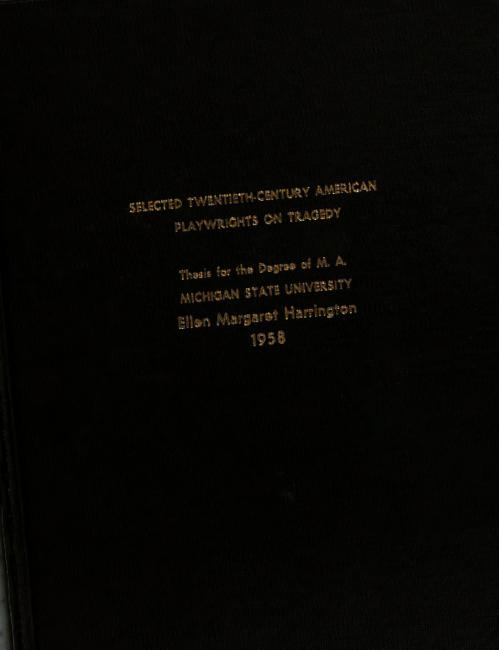 SELECTED TWENTIETH-CENTURY AMERICAN
PLAYWRIGHTS ON TRAGEDY
Thesis for the Degree of M. A.
MICHIGAN STATE UNIVERSITY
Ellen Margaret Harrington
1958